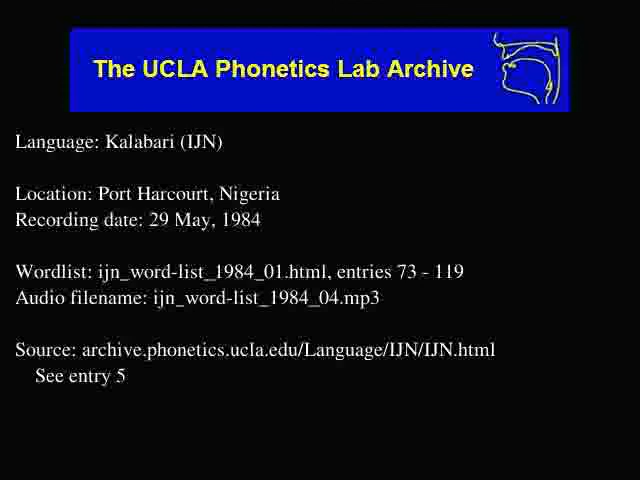 The UCLA Phonetics Lab Archive
Language: Kalabari (IJN)
Location: Port Harcourt, Nigeria
Recording date: 29 May, 1984
Wordlist: ijn_word-list_1984_01.html, entries 73 - 119
Audio filename: ijn_word-list_1984_04.mp3
Source: archive.phonetics.ucla.edu/Language/IJN/IJN.html
See entry 5